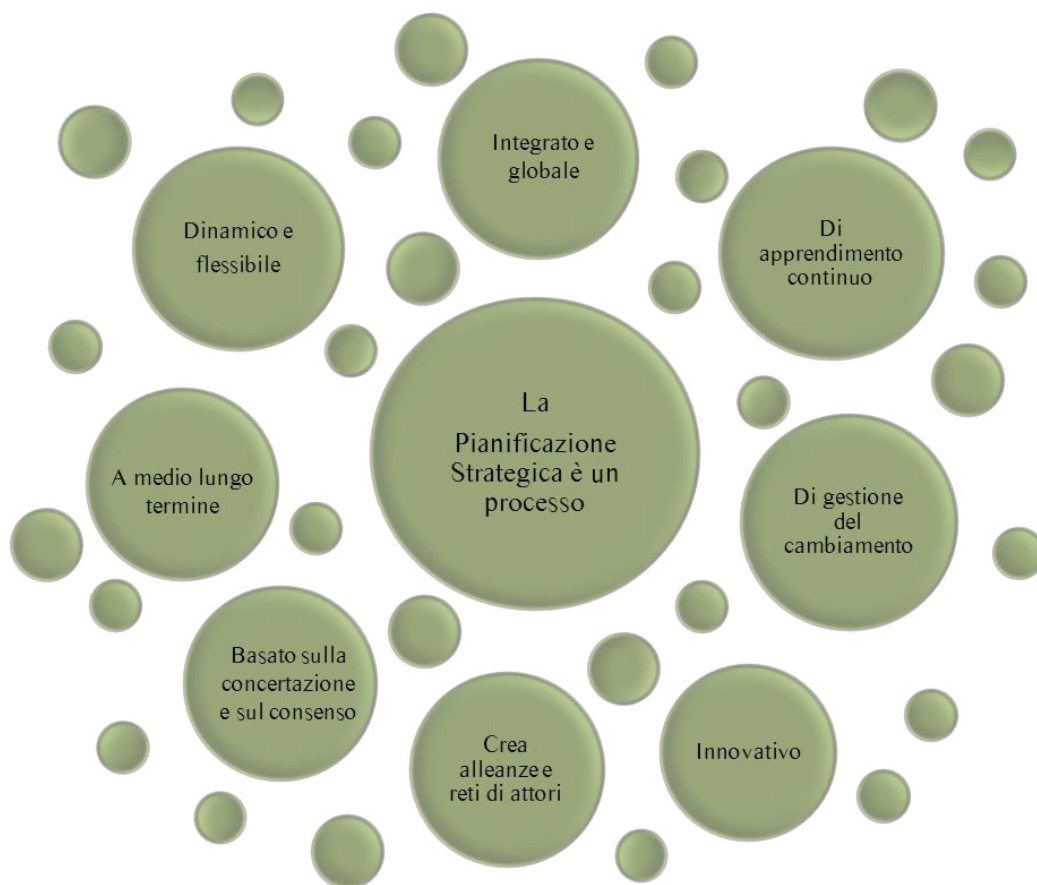 Integrato e
globale
Dinamico e
flessibile
Di
apprendimento
continuo
La
Pianificazione
Strategica è un
processo
A medio lungo
termine
Di gestione
del
cambiamento
Basato sulla
concertazione
e sul consenso
Crea
alleanze e
reti di attori
Innovativo